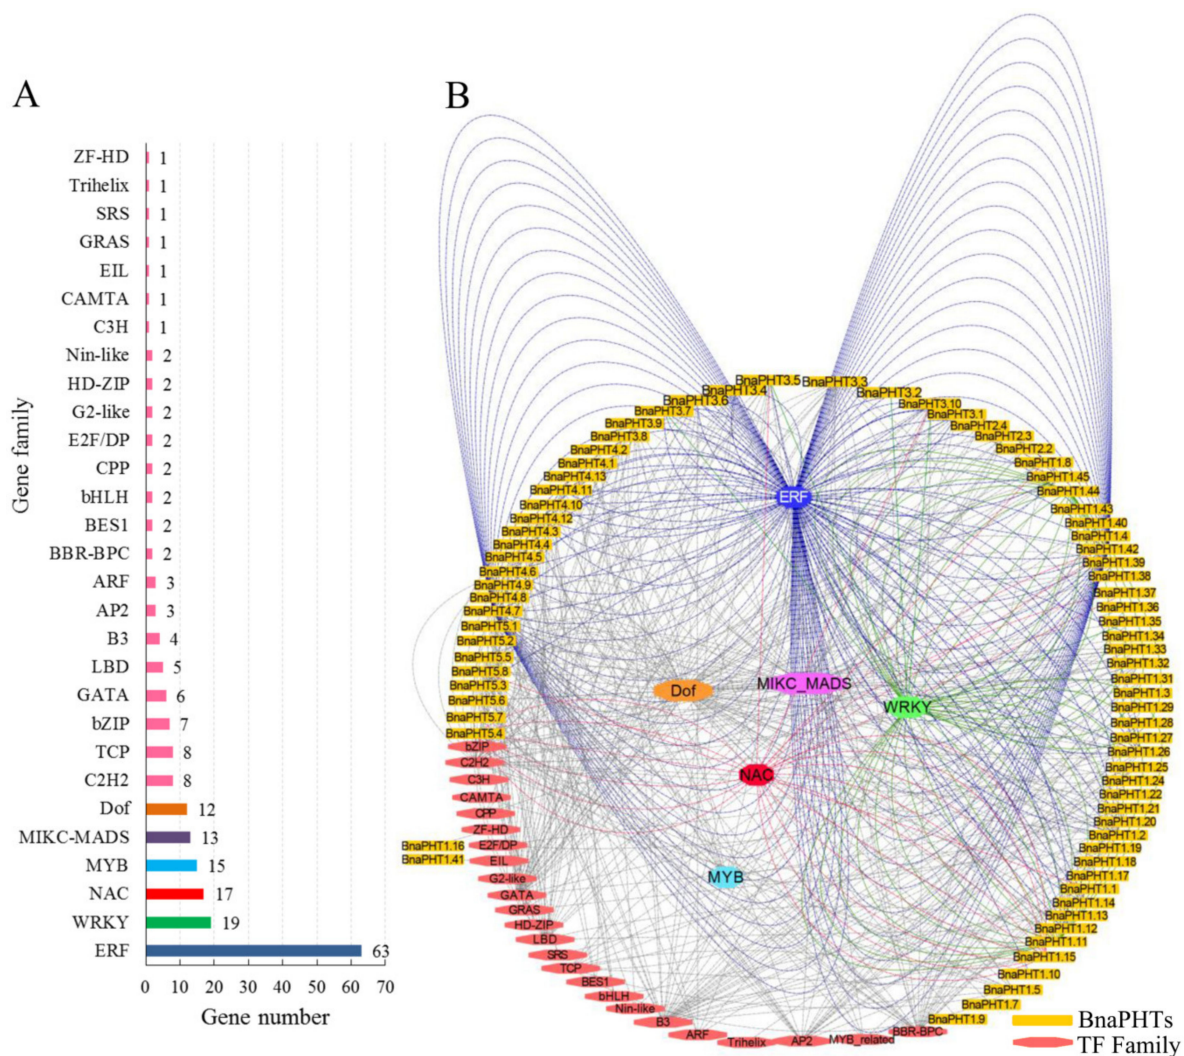 A
B
Gene family
ZF-HD 1
Trihelix 1
SRS 1
GRAS 1
EIL 1
CAMTA 1
C3H 1
Nin-like 2
HD-ZIP 2
G2-like 2
E2F/DP 2
CPP 2
bHLH 2
BES1 2
BBR-BPC 2
ARF 3
AP2 3
B3 4
LBD 5
GATA 6
bZIP 7
TCP 8
C2H2 8
Dof 12
MIKC-MADS 13
MYB 15
NAC 17
WRKY 19
ERF 63
0 10 20 30 40 50 60 70
Gene number
BnaPHT3.5
BnaPHT3.3
BnaPHT3.2
BnaPHT3.10
BnaPHT3.1
BnaPHT2.4
BnaPHT2.3
BnaPHT2.2
BnaPHT1.8
BnaPHT1.45
BnaPHT1.44
BnaPHT1.43
BnaPHT1.40
BnaPHT1.4
BnaPHT1.42
BnaPHT1.39
BnaPHT1.38
BnaPHT1.37
BnaPHT1.36
BnaPHT1.35
BnaPHT1.34
BnaPHT1.33
BnaPHT1.32
BnaPHT1.31
BnaPHT1.3
BnaPHT1.29
BnaPHT1.28
BnaPHT1.27
BnaPHT1.26
BnaPHT1.25
BnaPHT1.24
BnaPHT1.22
BnaPHT1.21
BnaPHT1.20
BnaPHT1.2
BnaPHT1.19
BnaPHT1.18
BnaPHT1.17
BnaPHT1.1
BnaPHT1.14
BnaPHT1.13
BnaPHT1.12
BnaPHT1.11
BnaPHT1.15
BnaPHT1.10
BnaPHT1.5
BnaPHT1.7
BnaPHT1.9
BnaPHT3.4
BnaPHT3.6
BnaPHT3.7
BnaPHT3.9
BnaPHT3.8
BnaPHT4.2
BnaPHT4.1
BnaPHT4.13
BnaPHT4.11
BnaPHT4.10
BnaPHT4.12
BnaPHT4.3
BnaPHT4.4
BnaPHT4.5
BnaPHT4.6
BnaPHT4.9
BnaPHT4.8
BnaPHT4.7
BnaPHT5.1
BnaPHT5.2
BnaPHT5.5
BnaPHT5.8
BnaPHT5.3
BnaPHT5.6
BnaPHT5.7
BnaPHT5.4
bZIP
C2H2
C3H
CAMTA
CPP
ZF-HD
BnaPHT1.16 E2F/DP
BnaPHT1.41 EIL
G2-like
GATA
GRAS
HD-ZIP
LBD
SRS
TCP
BES1
bHLH
Nin-like
B3
ARF
Trihelix
AP2
MYB_related
BBR-BPC
ERF
Dof
MIKC_MADS
WRKY
NAC
MYB
BnaPHTs
TF Family